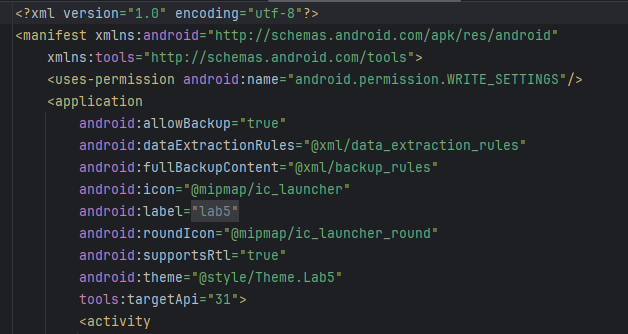 <?xml version="1.0" encoding="utf-8"?>
<manifest xmlns:android="http://schemas.android.com/apk/res/android"
    xmlns:tools="http://schemas.android.com/tools">
    <uses-permission android:name="android.permission.WRITE_SETTINGS"/>
    <application
        android:allowBackup="true"
        android:dataExtractionRules="@xml/data_extraction_rules"
        android:fullBackupContent="@xml/backup_rules"
        android:icon="@mipmap/ic_launcher"
        android:label="lab5"
        android:roundIcon="@mipmap/ic_launcher_round"
        android:supportsRtl="true"
        android:theme="@style/Theme.Lab5"
        tools:targetApi="31">
        <activity